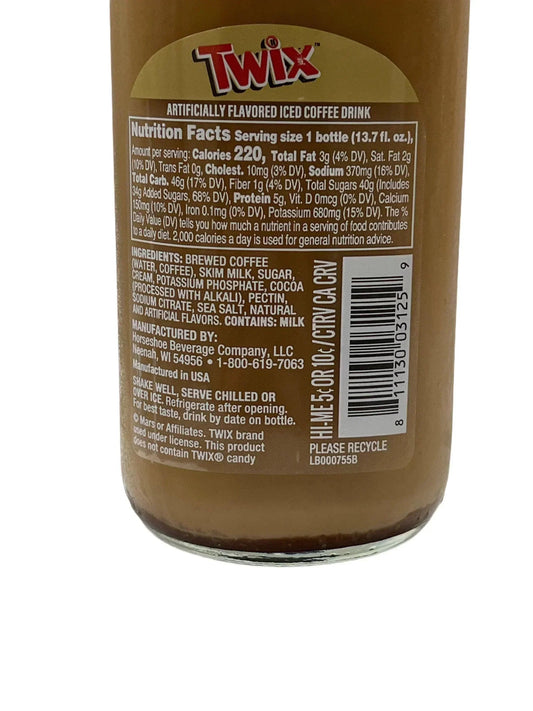 TWIX™
ARTIFICIALLY FLAVORED ICED COFFEE DRINK
Nutrition Facts Serving size 1 bottle (13.7 fl. oz.),
Amount per serving: Calories 220, Total Fat 3g (4% DV), Sat. Fat 2g
(10% DV), Trans Fat 0g, Cholest. 10mg (3% DV), Sodium 370mg (16% DV),
Total Carb. 46g (17% DV), Fiber 1g (4% DV), Total Sugars 40g (Includes
34g Added Sugars, 68% DV), Protein 5g, Vit. D 0mcg (0% DV), Calcium
150mg (10% DV), Iron 0.1mg (0% DV), Potassium 680mg (15% DV). The %
Daily Value (DV) tells you how much a nutrient in a serving of food contributes
to a daily diet. 2,000 calories a day is used for general nutrition advice.
INGREDIENTS: BREWED COFFEE
(WATER, COFFEE), SKIM MILK, SUGAR,
CREAM, POTASSIUM PHOSPHATE, COCOA
(PROCESSED WITH ALKALI), PECTIN,
SODIUM CITRATE, SEA SALT, NATURAL
AND ARTIFICIAL FLAVORS. CONTAINS: MILK
MANUFACTURED BY:
Horseshoe Beverage Company, LLC
Neenah, WI 54956 • 1-800-619-7063
Manufactured in USA
SHAKE WELL, SERVE CHILLED OR
OVER ICE. Refrigerate after opening.
For best taste, drink by date on bottle.
© Mars or Affiliates. TWIX brand
used under license. This product
does not contain TWIX® candy
HI-ME 5¢ OR 10¢ / CTRV CA CRV
8 11130 03125 9
PLEASE RECYCLE
LB000755B